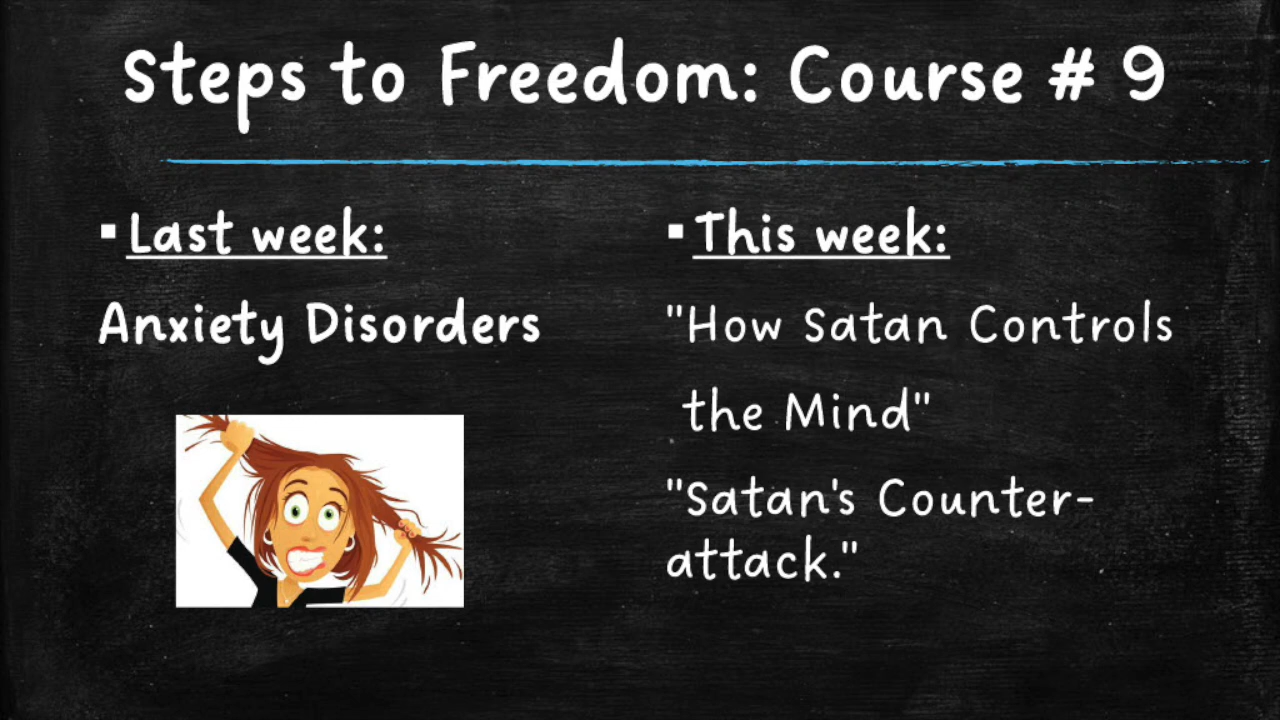 Steps to Freedom: Course # 9
▪ Last week:
Anxiety Disorders
▪ This week:
"How Satan Controls
the Mind"
"Satan's Counter-
attack."